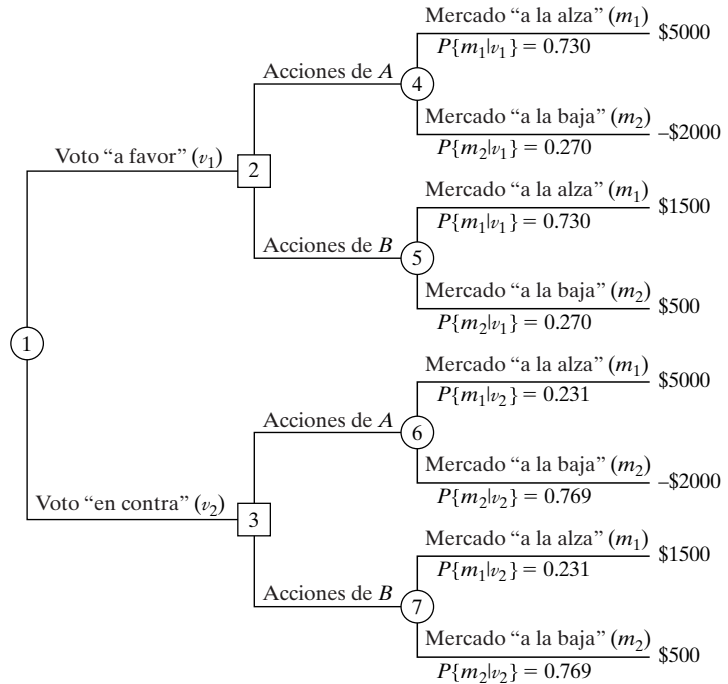 Mercado “a la alza” (m₁)
$5000
P{m₁|v₁} = 0.730
Acciones de A
4
Mercado “a la baja” (m₂)
–$2000
P{m₂|v₁} = 0.270
Voto “a favor” (v₁)
2
Mercado “a la alza” (m₁)
$1500
P{m₁|v₁} = 0.730
Acciones de B
5
Mercado “a la baja” (m₂)
$500
P{m₂|v₁} = 0.270
1
Mercado “a la alza” (m₁)
$5000
P{m₁|v₂} = 0.231
Acciones de A
6
Mercado “a la baja” (m₂)
–$2000
P{m₂|v₂} = 0.769
Voto “en contra” (v₂)
3
Mercado “a la alza” (m₁)
$1500
P{m₁|v₂} = 0.231
Acciones de B
7
Mercado “a la baja” (m₂)
$500
P{m₂|v₂} = 0.769